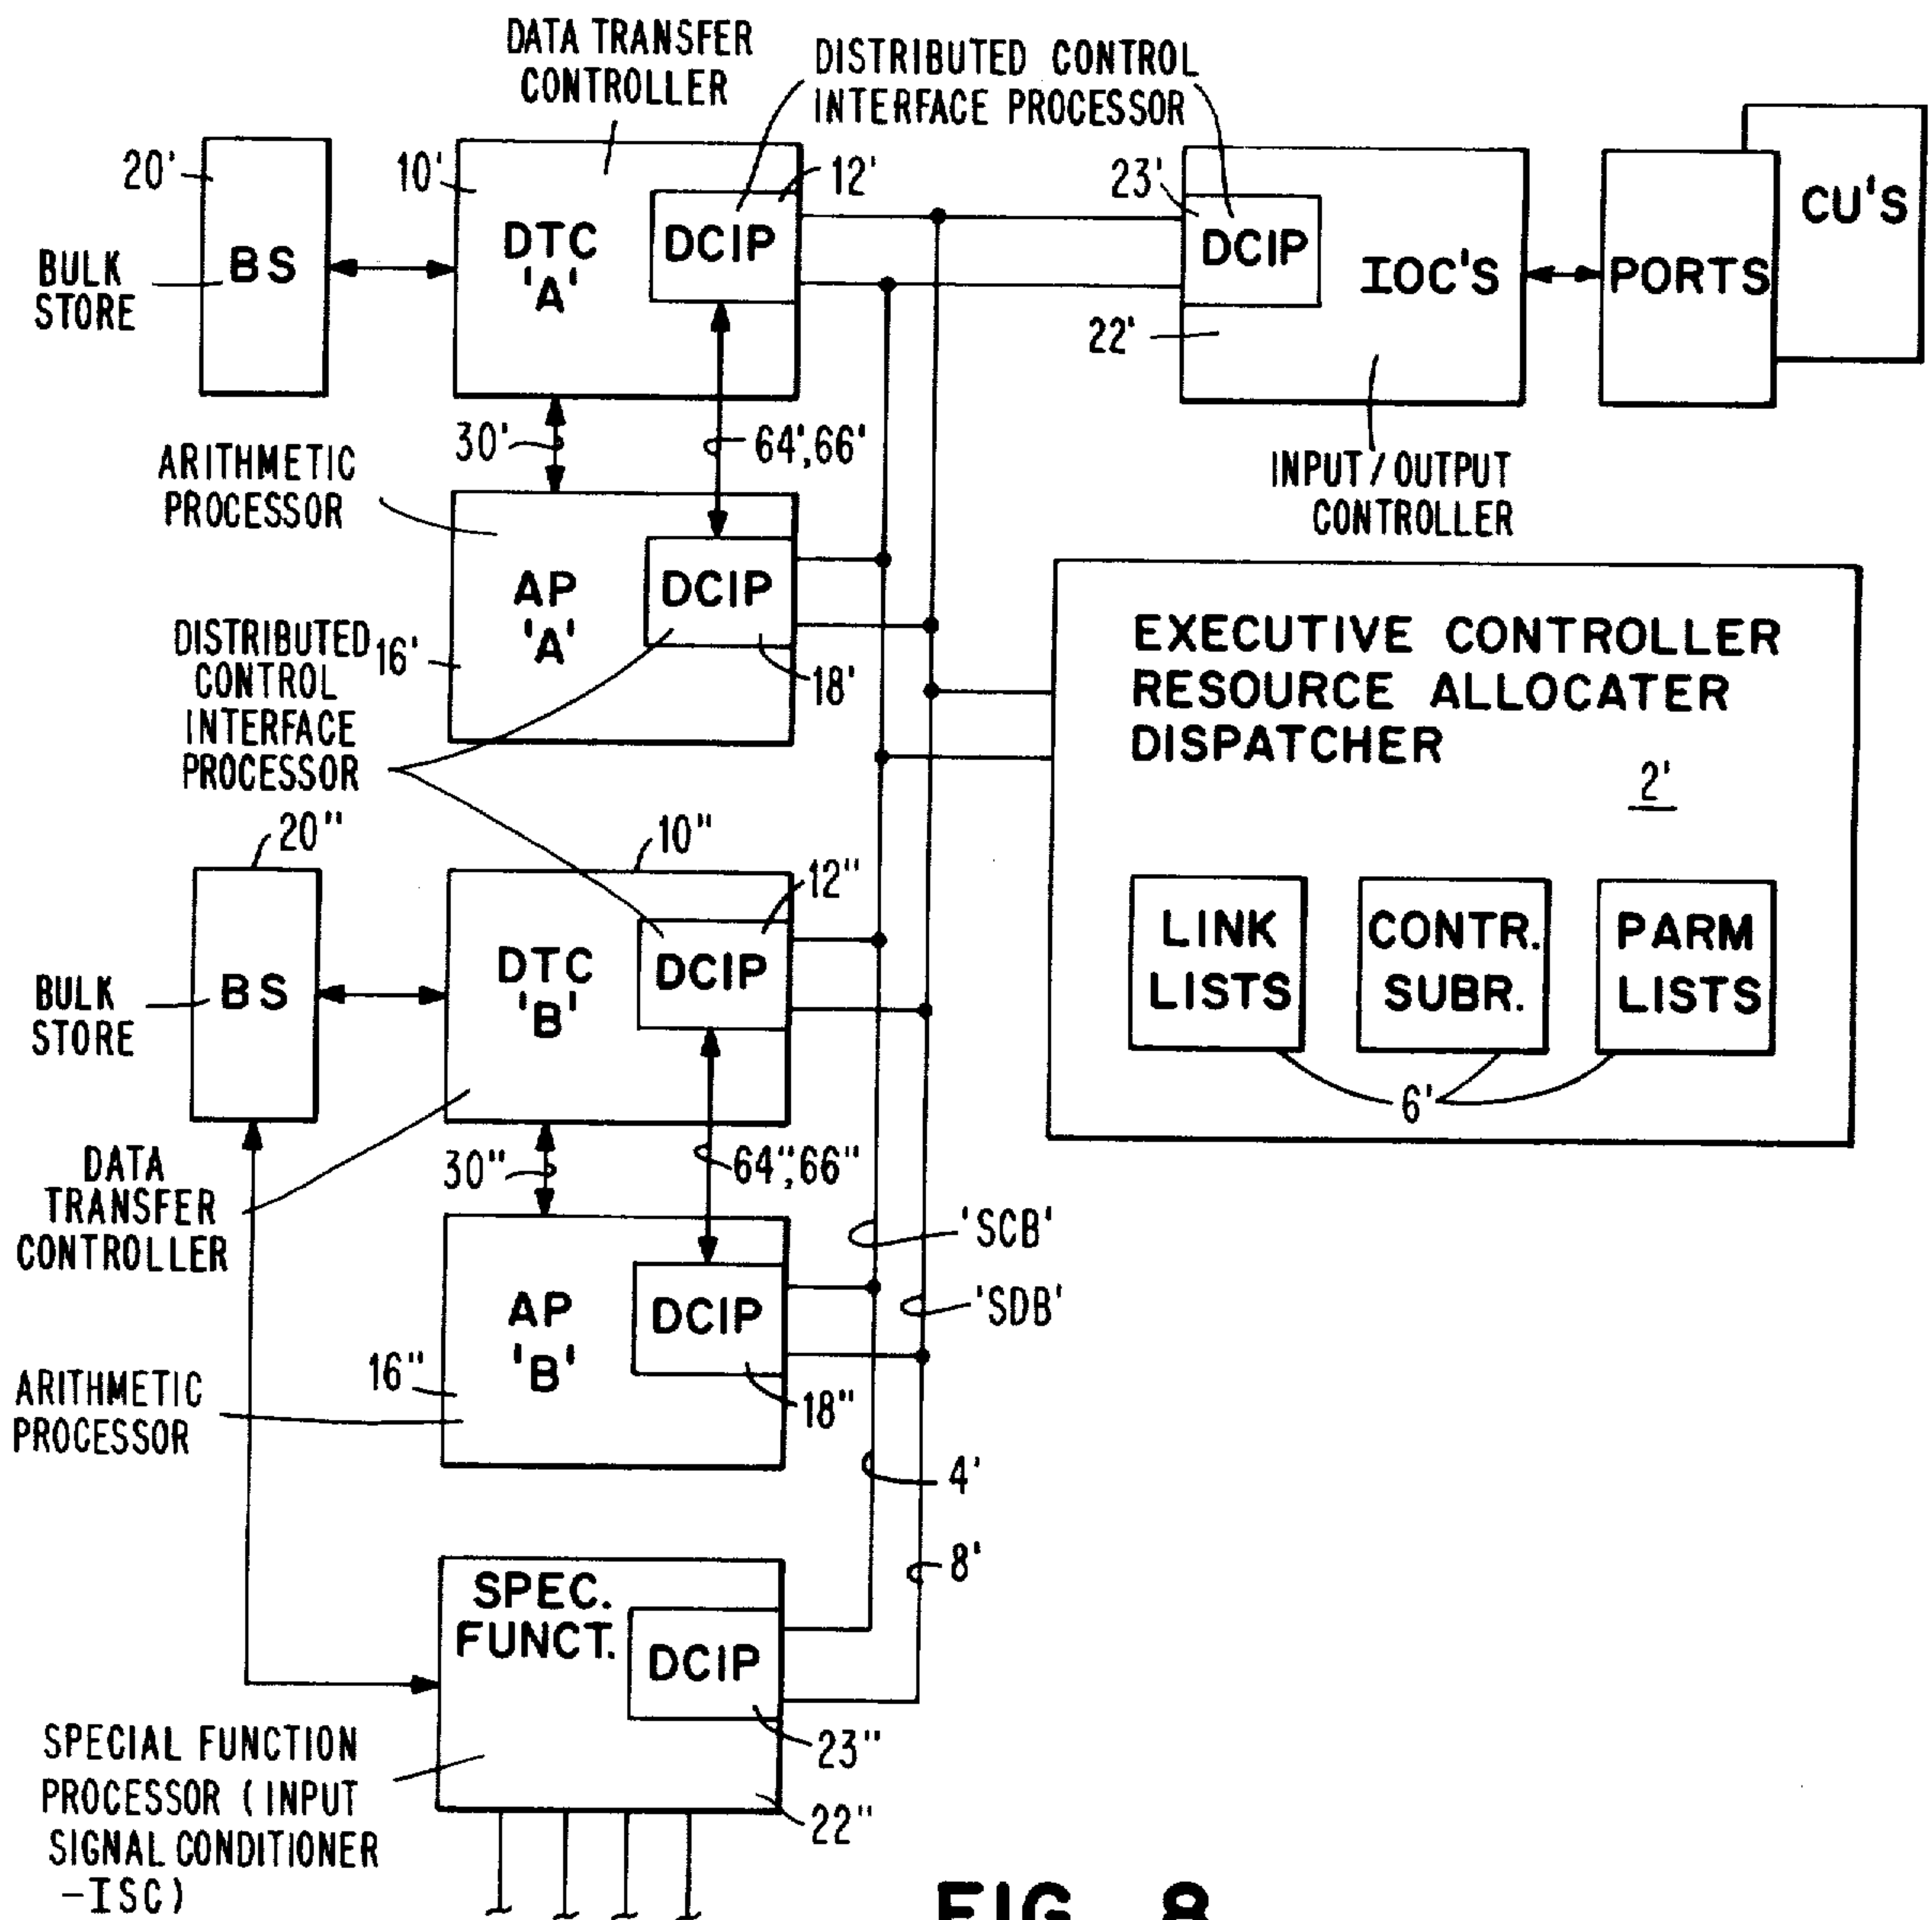 DATA TRANSFER
CONTROLLER
DISTRIBUTED CONTROL
INTERFACE PROCESSOR
20'
10'
12'
23'
BULK
STORE
BS
DTC
'A'
DCIP
DCIP
IOC'S
PORTS
CU'S
22'
30'
64',66'
INPUT/OUTPUT
CONTROLLER
ARITHMETIC
PROCESSOR
AP
'A'
DCIP
16'
18'
DISTRIBUTED
CONTROL
INTERFACE
PROCESSOR
EXECUTIVE CONTROLLER
RESOURCE ALLOCATER
DISPATCHER
2'
LINK
LISTS
CONTR.
SUBR.
PARM
LISTS
6'
20"
10"
12"
BULK
STORE
BS
DTC
'B'
DCIP
DATA
TRANSFER
CONTROLLER
30"
64",66"
'SCB'
'SDB'
AP
'B'
DCIP
16"
18"
ARITHMETIC
PROCESSOR
4'
8'
SPEC.
FUNCT.
DCIP
23"
22"
SPECIAL FUNCTION
PROCESSOR (INPUT
SIGNAL CONDITIONER
-ISC)
FIG. 8